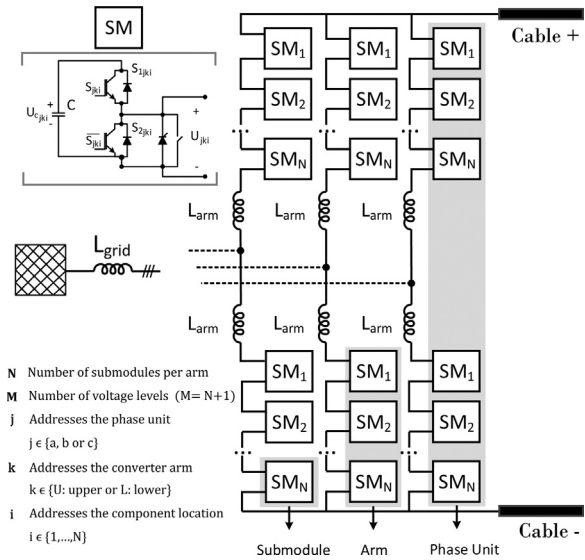 SM
S1jki
Sjki
Ucjki
+
-
C
S̅jki
S2jki
+
Ujki
-
Lgrid
SM1 SM1 SM1
SM2 SM2 SM2
SMN SMN SMN
Larm Larm Larm
Larm Larm Larm
SM1 SM1 SM1
SM2 SM2 SM2
SMN SMN SMN
Submodule Arm Phase Unit
Cable +
Cable -
N Number of submodules per arm
M Number of voltage levels (M= N+1)
j Addresses the phase unit
j ϵ {a, b or c}
k Addresses the converter arm
k ϵ {U: upper or L: lower}
i Addresses the component location
i ϵ {1,...,N}